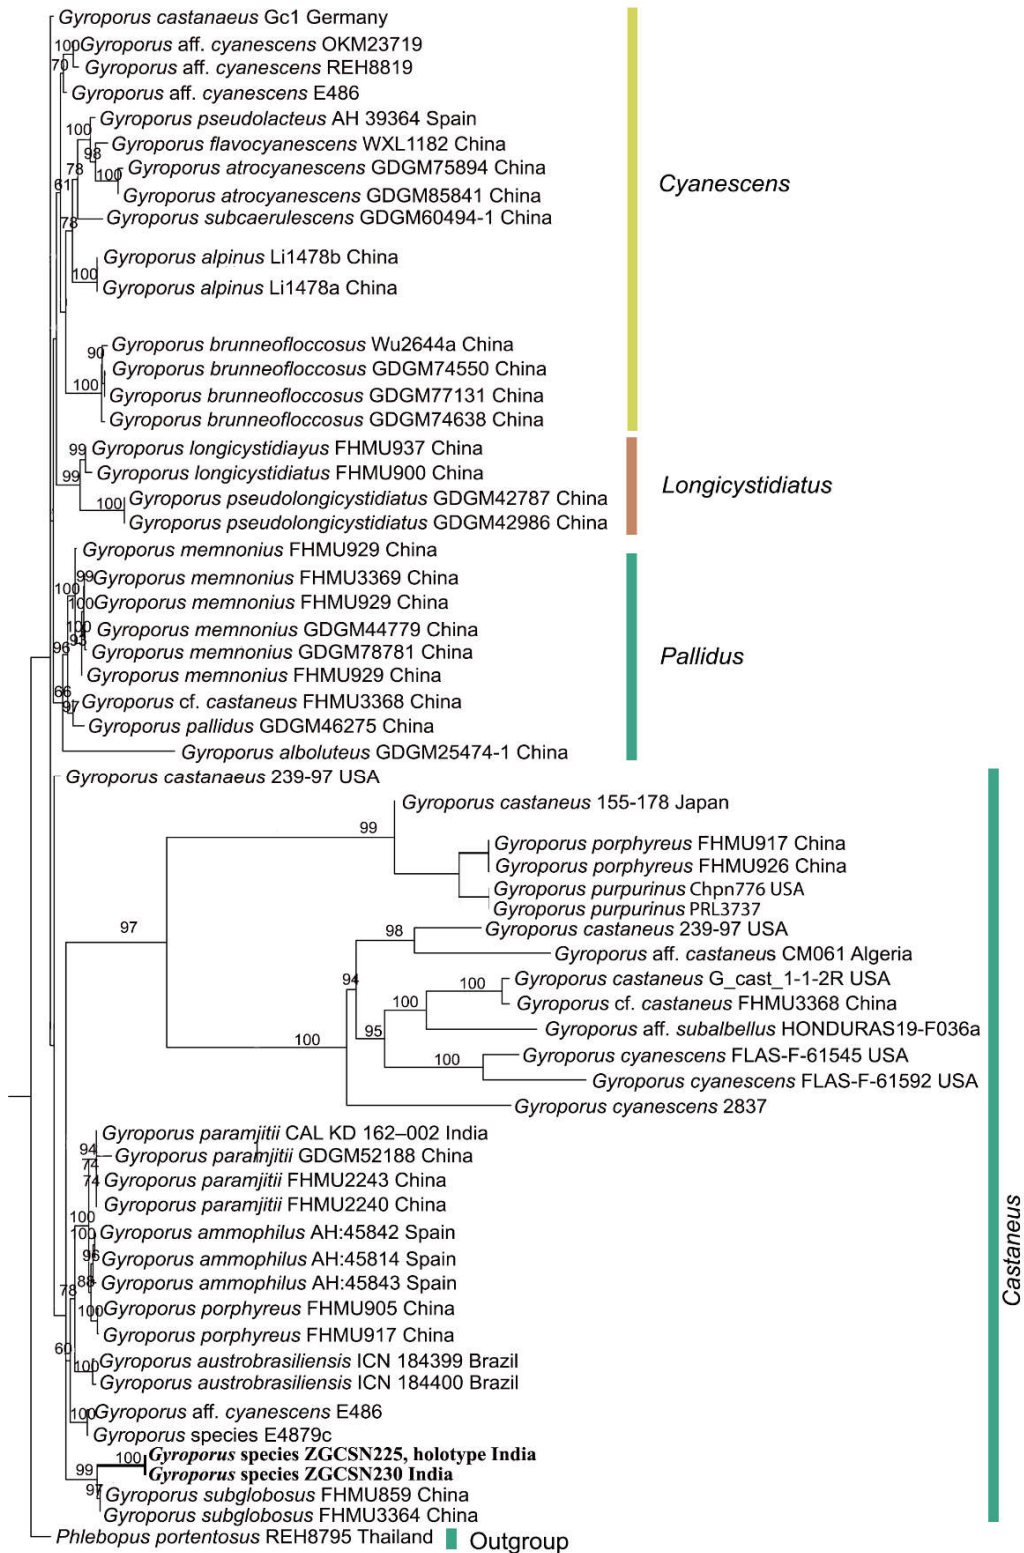 Gyroporus castanaeus Gc1 Germany
100
Gyroporus aff. cyanescens OKM23719
70
Gyroporus aff. cyanescens REH8819
Gyroporus aff. cyanescens E486
Gyroporus pseudolacteus AH 39364 Spain
100
Gyroporus flavocyanescens WXL1182 China
98
Gyroporus atrocyanescens GDGM75894 China
78
100
Cyanescens
61
Gyroporus atrocyanescens GDGM85841 China
Gyroporus subcaerulescens GDGM60494-1 China
78
Gyroporus alpinus Li1478b China
100
Gyroporus alpinus Li1478a China
Gyroporus brunneofloccosus Wu2644a China
90
Gyroporus brunneofloccosus GDGM74550 China
100
Gyroporus brunneofloccosus GDGM77131 China
Gyroporus brunneofloccosus GDGM74638 China
Gyroporus longicystidiayus FHMU937 China
99
Gyroporus longicystidiatus FHMU900 China
99
Longicystidiatus
Gyroporus pseudolongicystidiatus GDGM42787 China
100
Gyroporus pseudolongicystidiatus GDGM42986 China
Gyroporus memnonius FHMU929 China
99
Gyroporus memnonius FHMU3369 China
100
100
Gyroporus memnonius FHMU929 China
100
Gyroporus memnonius GDGM44779 China
93
96
Gyroporus memnonius GDGM78781 China
Pallidus
Gyroporus memnonius FHMU929 China
66
Gyroporus cf. castaneus FHMU3368 China
97
Gyroporus pallidus GDGM46275 China
Gyroporus alboluteus GDGM25474-1 China
Gyroporus castanaeus 239-97 USA
Gyroporus castaneus 155-178 Japan
99
Gyroporus porphyreus FHMU917 China
Gyroporus porphyreus FHMU926 China
Gyroporus purpurinus Chpn776 USA
Gyroporus purpurinus PRL3737
97
Gyroporus castaneus 239-97 USA
98
Gyroporus aff. castaneus CM061 Algeria
94
Gyroporus castaneus G_cast_1-1-2R USA
100
Gyroporus cf. castaneus FHMU3368 China
100
Gyroporus aff. subalbellus HONDURAS19-F036a
95
100
Gyroporus cyanescens FLAS-F-61545 USA
100
Gyroporus cyanescens FLAS-F-61592 USA
Gyroporus cyanescens 2837
Gyroporus paramjitii CAL KD 162–002 India
94
Gyroporus paramjitii GDGM52188 China
74
74
Gyroporus paramjitii FHMU2243 China
Gyroporus paramjitii FHMU2240 China
100
100
Gyroporus ammophilus AH:45842 Spain
96
Gyroporus ammophilus AH:45814 Spain
88
Gyroporus ammophilus AH:45843 Spain
Castaneus
78
100
Gyroporus porphyreus FHMU905 China
Gyroporus porphyreus FHMU917 China
60
Gyroporus austrobrasiliensis ICN 184399 Brazil
100
Gyroporus austrobrasiliensis ICN 184400 Brazil
100
Gyroporus aff. cyanescens E486
Gyroporus species E4879c
100
Gyroporus species ZGCSN225, holotype India
99
Gyroporus species ZGCSN230 India
97
Gyroporus subglobosus FHMU859 China
Gyroporus subglobosus FHMU3364 China
Phlebopus portentosus REH8795 Thailand
Outgroup